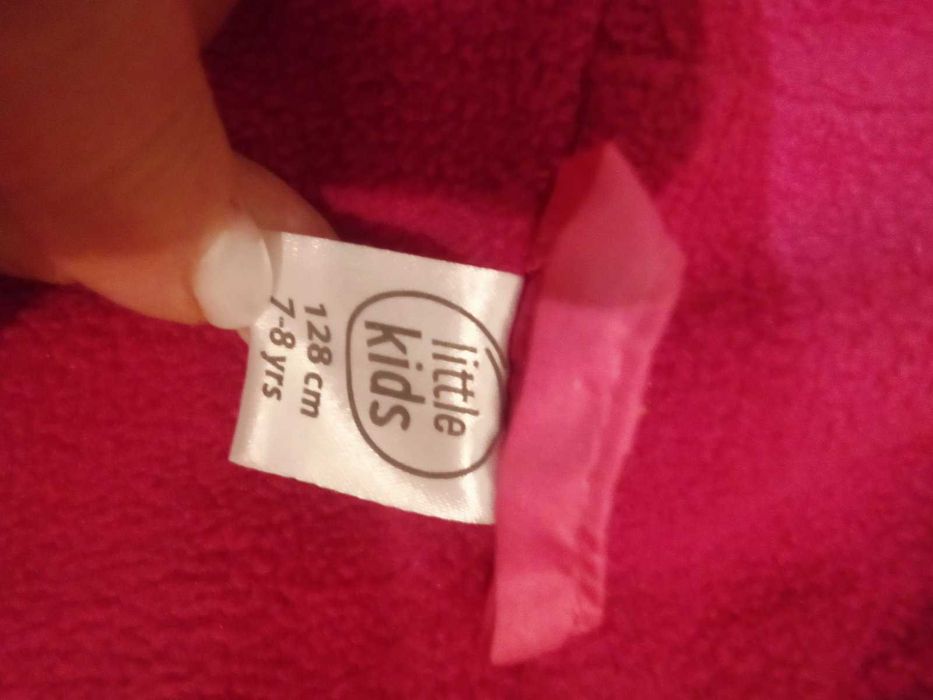 little
kids
128 cm
7-8 yrs